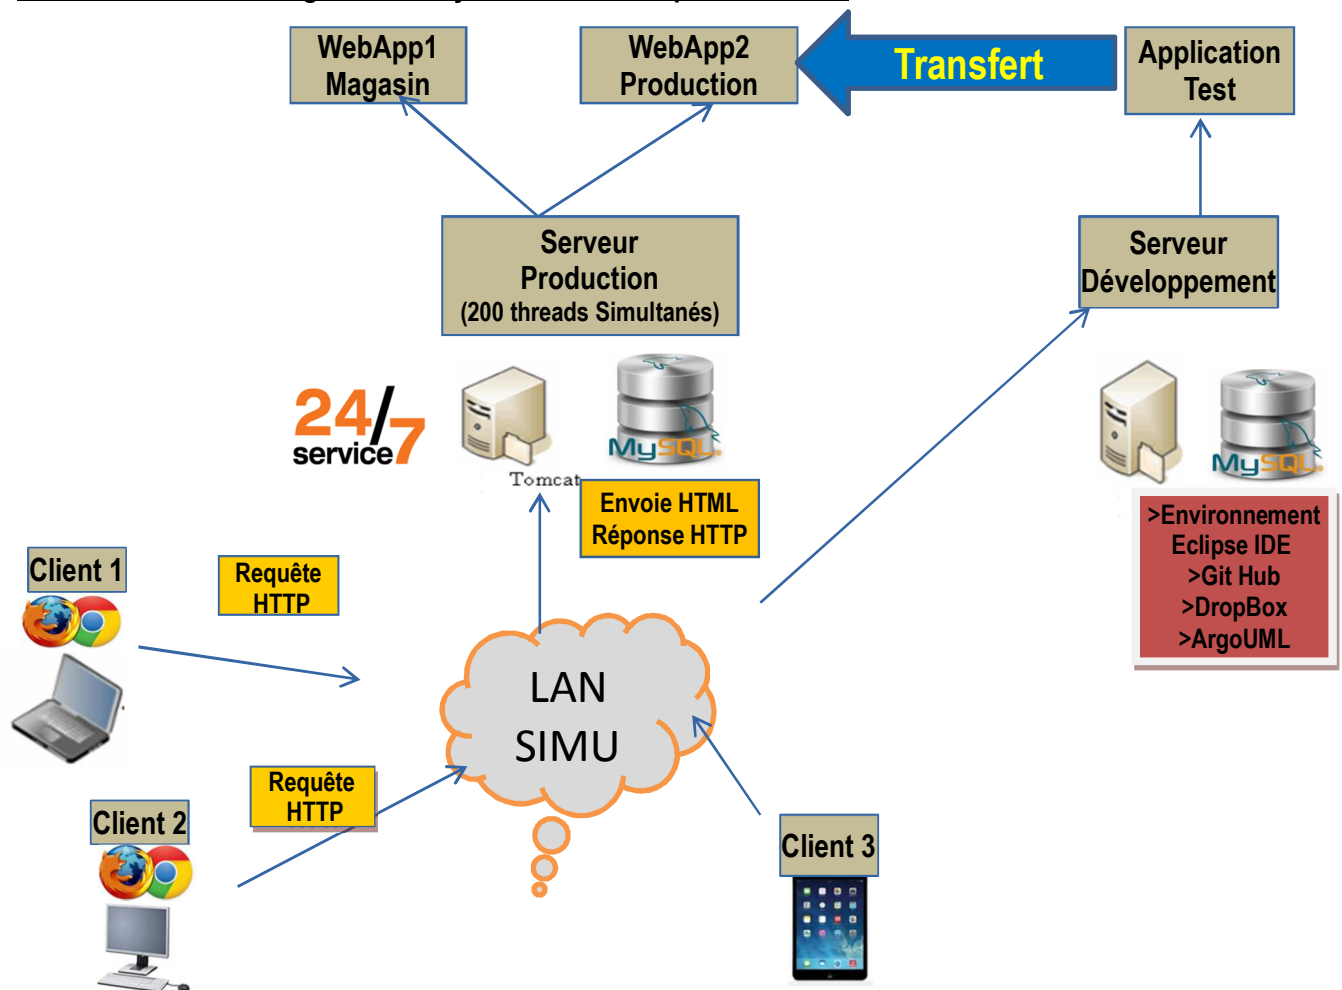 WebApp1
Magasin
WebApp2
Production
Transfert
Application
Test
Serveur
Production
(200 threads Simultanés)
Serveur
Développement
24/7
service
Tomcat
MySQL
MySQL
Envoie HTML
Réponse HTTP
>Environnement
Eclipse IDE
>Git Hub
>DropBox
>ArgoUML
Client 1
Requête
HTTP
LAN
SIMU
Requête
HTTP
Client 2
Client 3